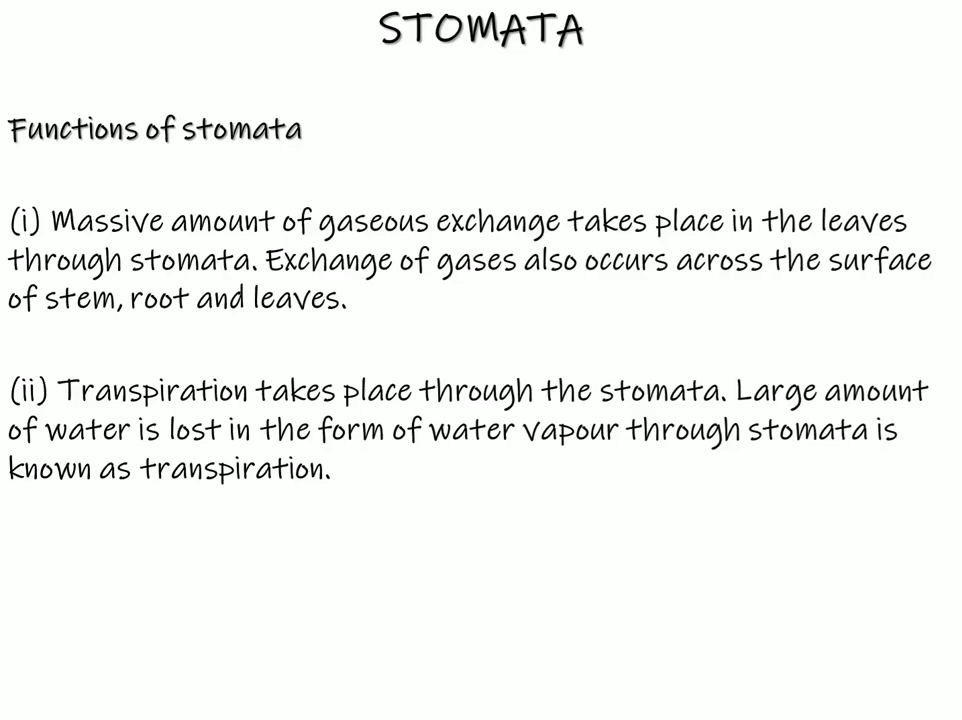 STOMATA
Functions of stomata
(i) Massive amount of gaseous exchange takes place in the leaves
through stomata. Exchange of gases also occurs across the surface
of stem, root and leaves.
(ii) Transpiration takes place through the stomata. Large amount
of water is lost in the form of water vapour through stomata is
known as transpiration.